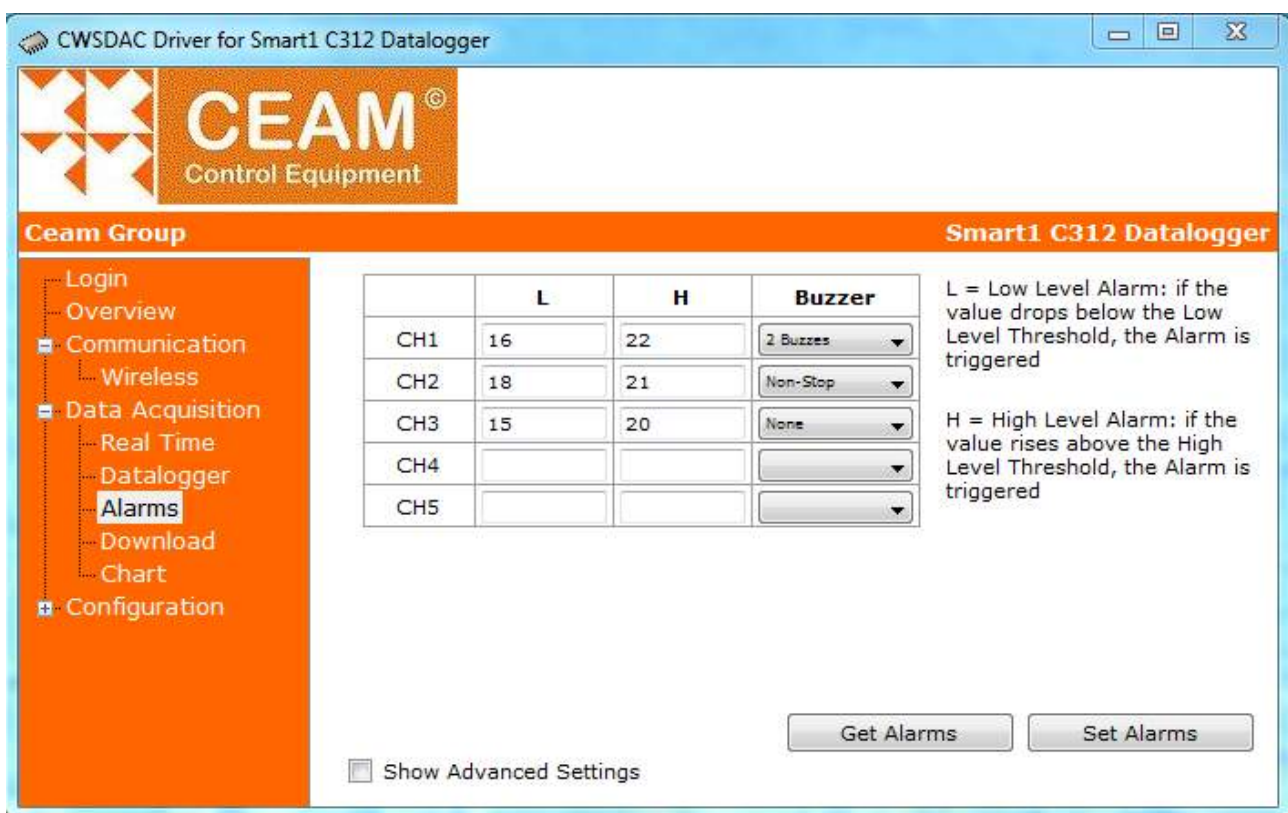 CWSDAC Driver for Smart1 C312 Datalogger
CEAM©
Control Equipment
Ceam Group
Smart1 C312 Datalogger
Login
Overview
Communication
Wireless
Data Acquisition
Real Time
Datalogger
Alarms
Download
Chart
Configuration
L H Buzzer
CH1 16 22 2 Buzzes
CH2 18 21 Non-Stop
CH3 15 20 None
CH4
CH5
L = Low Level Alarm: if the
value drops below the Low
Level Threshold, the Alarm is
triggered
H = High Level Alarm: if the
value rises above the High
Level Threshold, the Alarm is
triggered
Get Alarms
Set Alarms
Show Advanced Settings